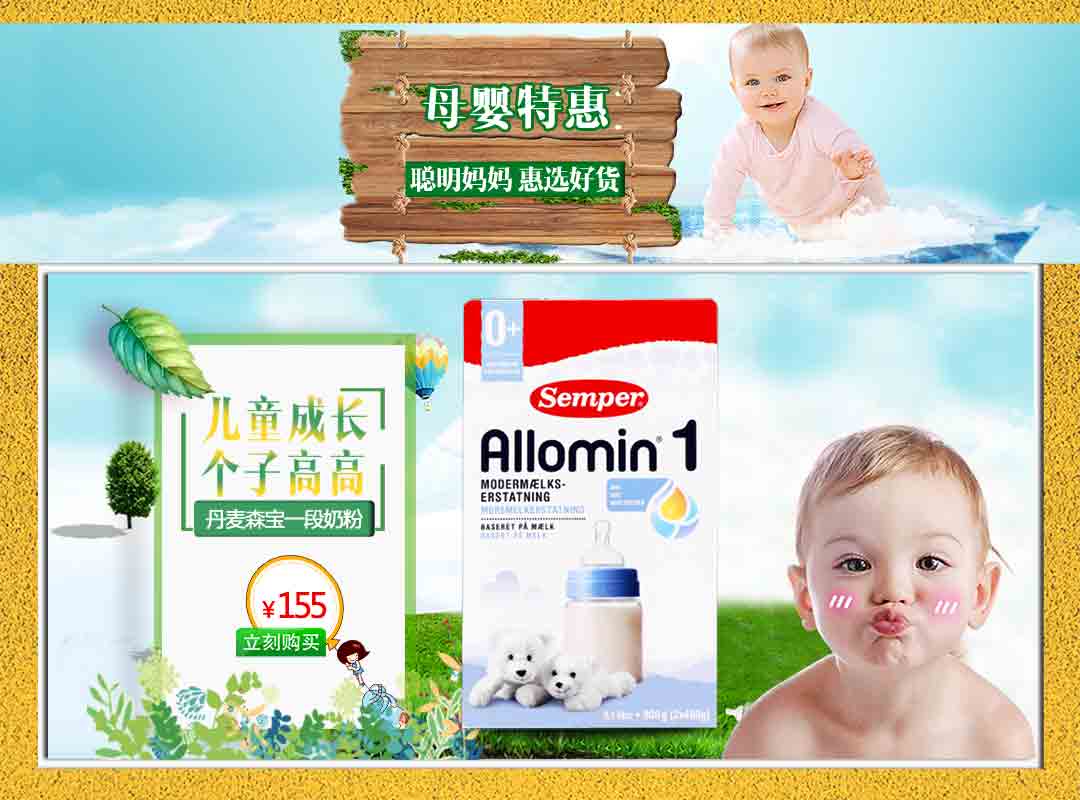 母婴特惠
聪明妈妈 惠选好货
儿童成长
个子高高
丹麦森宝一段奶粉
¥155
立刻购买
0+
Semper
Allomin® 1
MODERMÆLKS-
ERSTATNING
MORSMELKERSTATNING
BASERET PÅ MÆLK
BASERT PÅ MELK